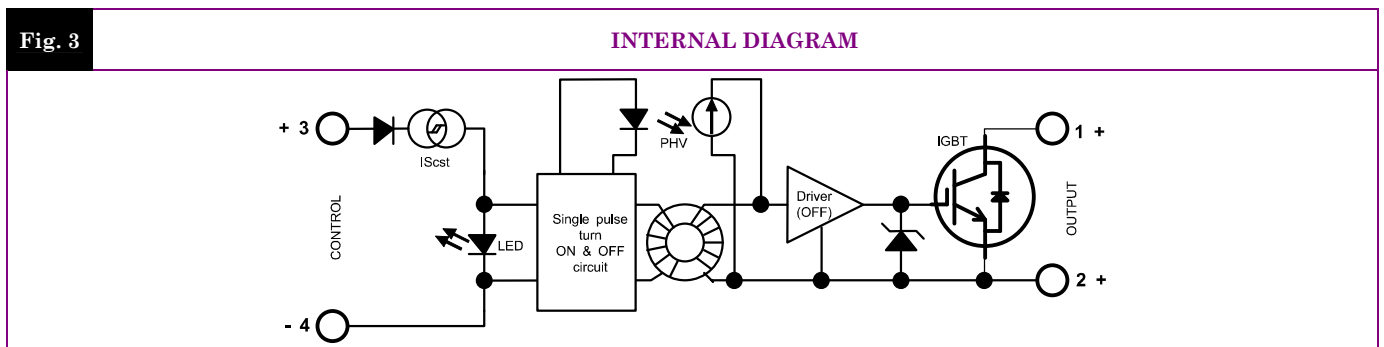 Fig. 3
INTERNAL DIAGRAM
+ 3
IScst
PHV
IGBT
1 +
CONTROL
LED
Single pulse
turn
ON & OFF
circuit
Driver
(OFF)
OUTPUT
2 +
- 4